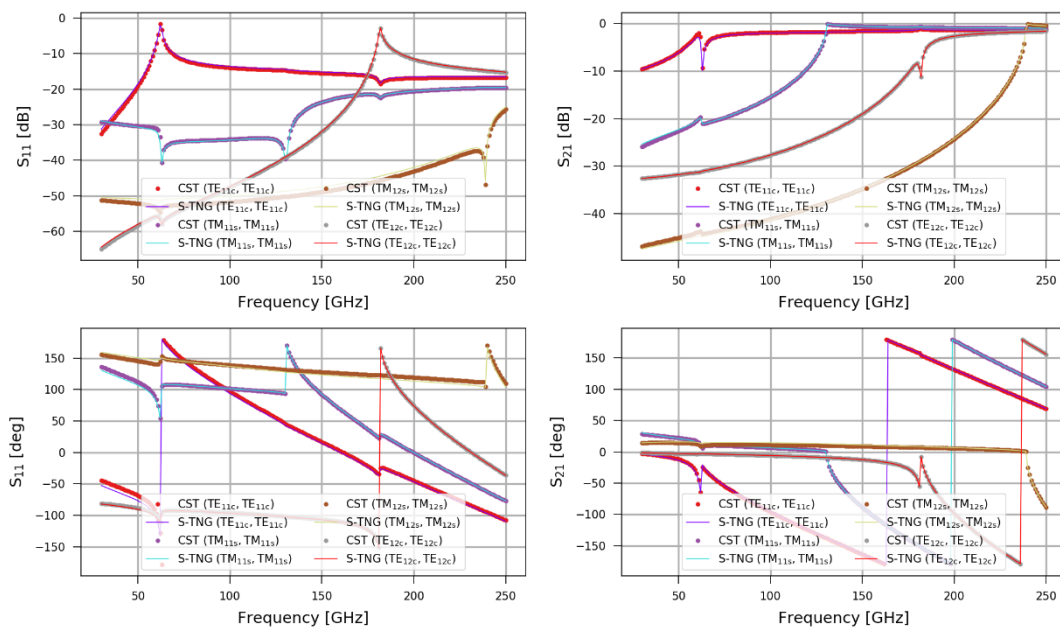 0
−10
−20
−30
−40
−50
−60
S11 [dB]
CST (TE11c, TE11c)
S-TNG (TE11c, TE11c)
CST (TM11s, TM11s)
S-TNG (TM11s, TM11s)
CST (TM12s, TM12s)
S-TNG (TM12s, TM12s)
CST (TE12c, TE12c)
S-TNG (TE12c, TE12c)
50 100 150 200 250
Frequency [GHz]
0
−10
−20
−30
−40
S21 [dB]
CST (TE11c, TE11c)
S-TNG (TE11c, TE11c)
CST (TM11s, TM11s)
S-TNG (TM11s, TM11s)
CST (TM12s, TM12s)
S-TNG (TM12s, TM12s)
CST (TE12c, TE12c)
S-TNG (TE12c, TE12c)
50 100 150 200 250
Frequency [GHz]
150
100
50
0
−50
−100
−150
S11 [deg]
CST (TE11c, TE11c)
S-TNG (TE11c, TE11c)
CST (TM11s, TM11s)
S-TNG (TM11s, TM11s)
CST (TM12s, TM12s)
S-TNG (TM12s, TM12s)
CST (TE12c, TE12c)
S-TNG (TE12c, TE12c)
50 100 150 200 250
Frequency [GHz]
150
100
50
0
−50
−100
−150
S21 [deg]
CST (TE11c, TE11c)
S-TNG (TE11c, TE11c)
CST (TM11s, TM11s)
S-TNG (TM11s, TM11s)
CST (TM12s, TM12s)
S-TNG (TM12s, TM12s)
CST (TE12c, TE12c)
S-TNG (TE12c, TE12c)
50 100 150 200 250
Frequency [GHz]